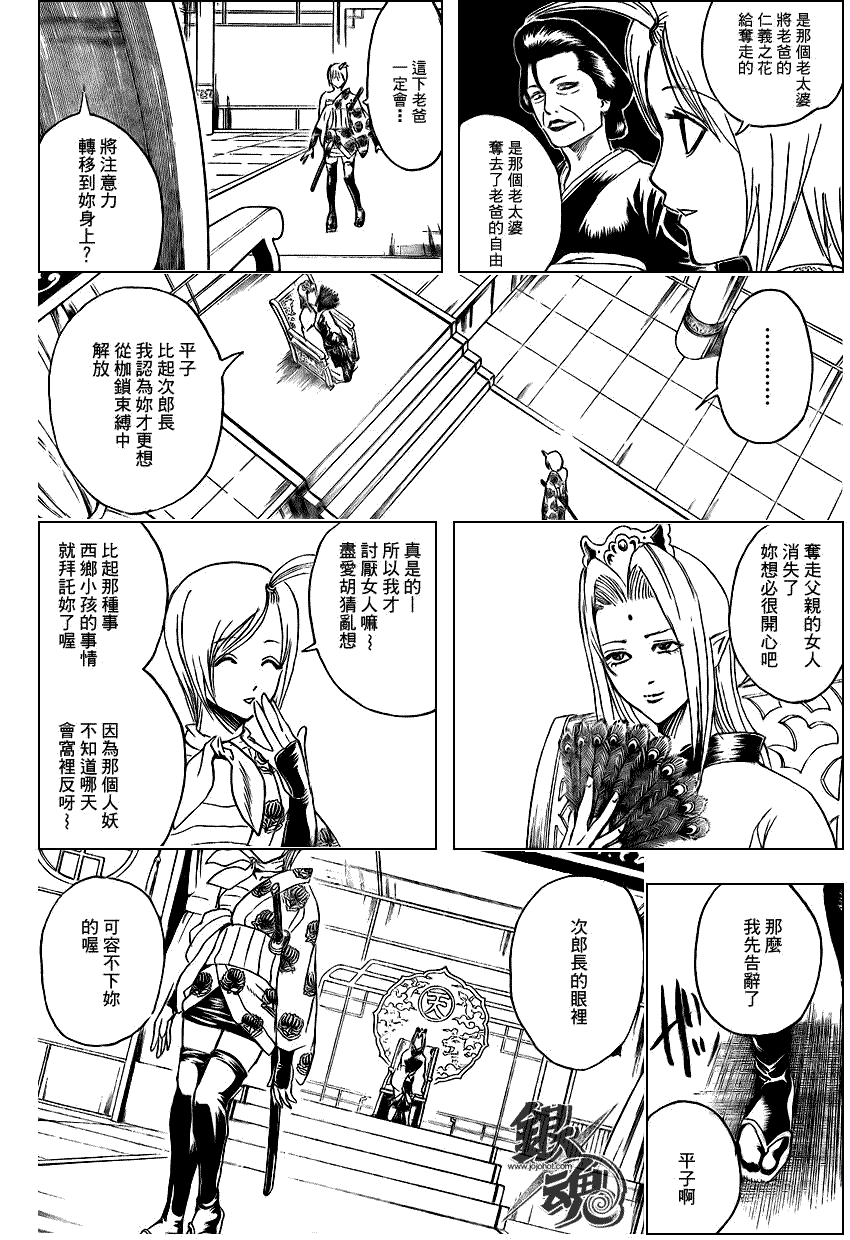 是那個老太婆
將老爸的
仁義之花
給奪走的
是那個老太婆
奪去了老爸的自由
這下老爸
一定會…
將注意力
轉移到妳身上?
………
平子
比起次郎長
我認為妳才更想
從枷鎖束縛中
解放
奪走父親的女人
消失了
妳想必很開心吧
真是的—
所以我才
討厭女人嘛~
盡愛胡猜亂想
比起那種事
西鄉小孩的事情
就拜託妳了喔
因為那個人妖
不知道哪天
會窩裡反呀~
那麼
我先告辭了
平子啊
次郎長的眼裡
可容不下妳
的喔
天
銀魂
www.jojohot.com